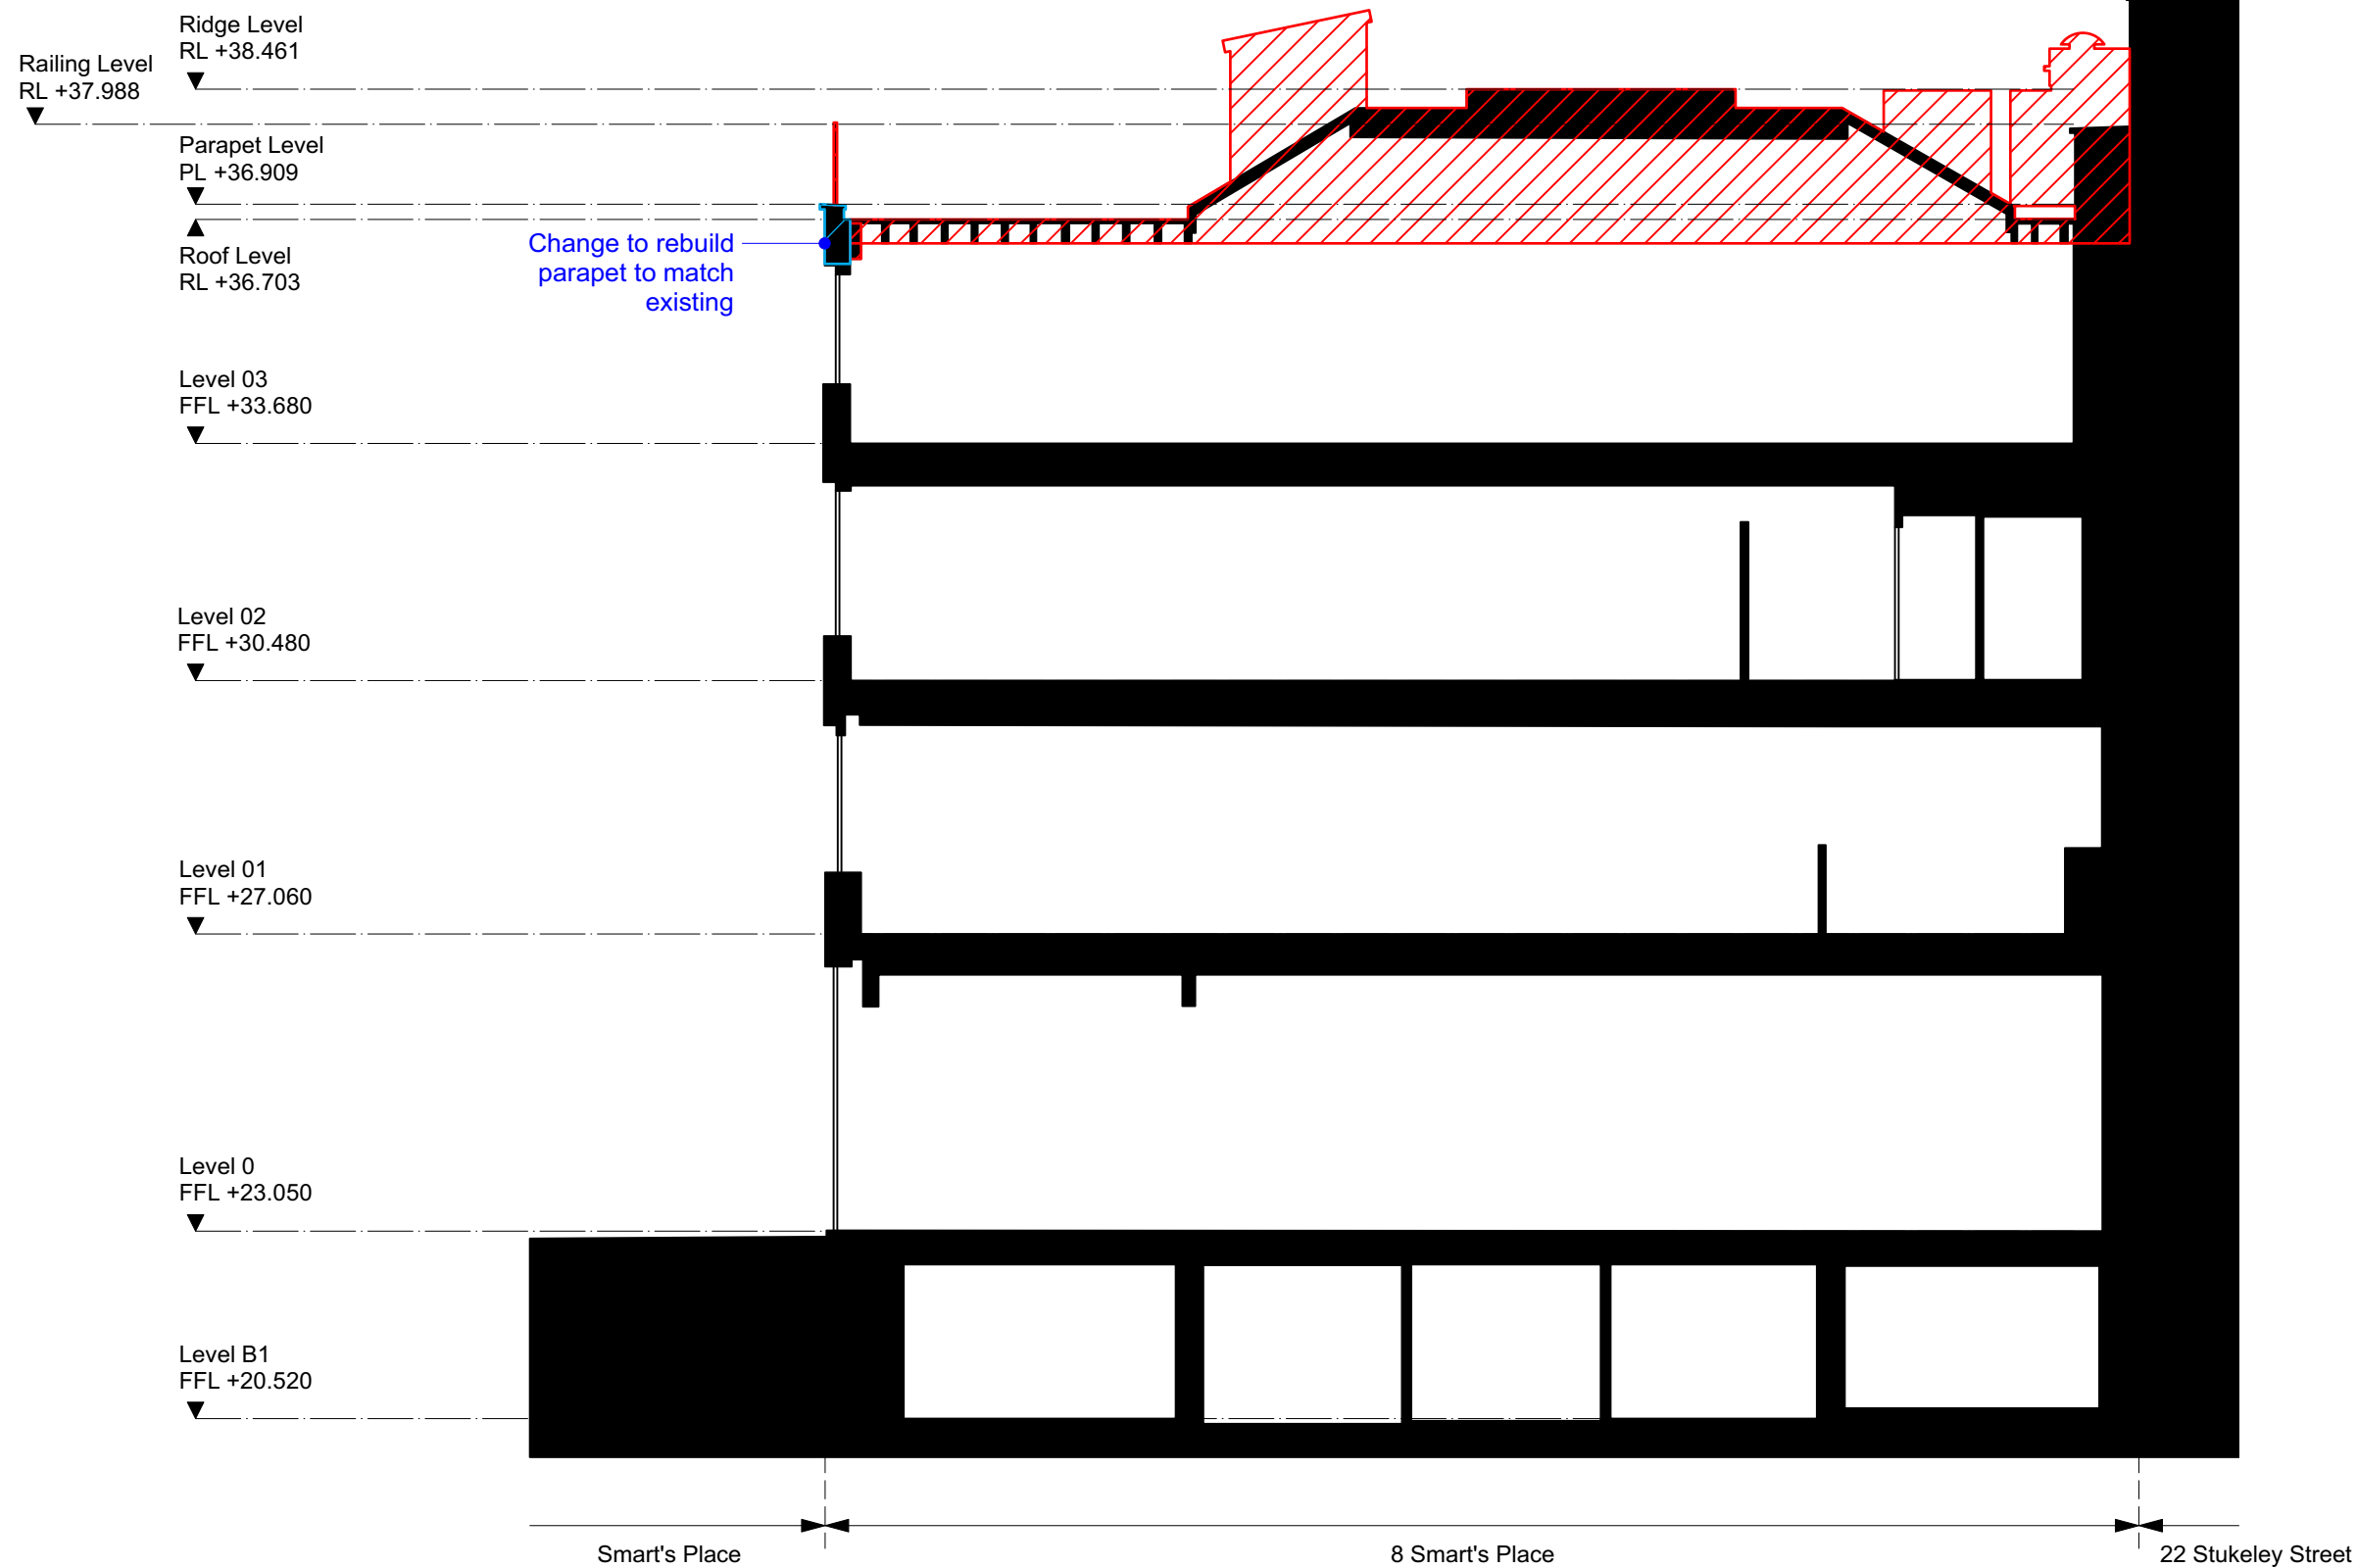 Ridge Level
RL +38.461
Railing Level
RL +37.988
Parapet Level
PL +36.909
Roof Level
RL +36.703
Change to rebuild
parapet to match
existing
Level 03
FFL +33.680
Level 02
FFL +30.480
Level 01
FFL +27.060
Level 0
FFL +23.050
Level B1
FFL +20.520
Smart's Place
8 Smart's Place
22 Stukeley Street